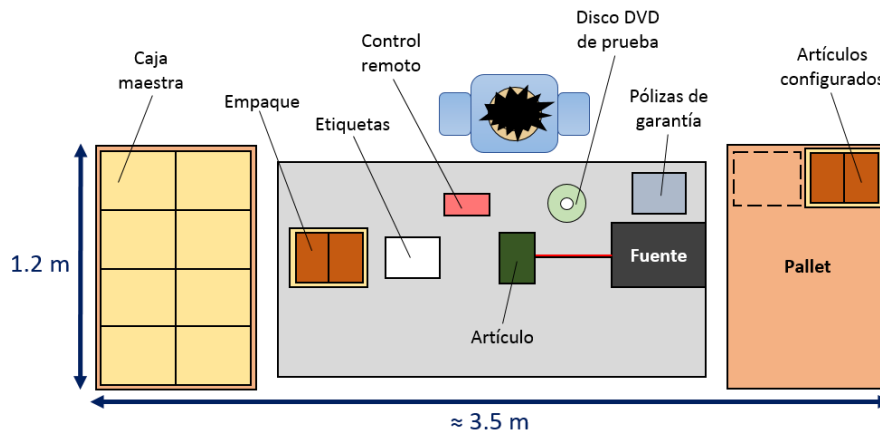 Caja
maestra
Empaque
Etiquetas
Control
remoto
Disco DVD
de prueba
Pólizas de
garantía
Artículos
configurados
1.2 m
Fuente
Pallet
Artículo
≈ 3.5 m